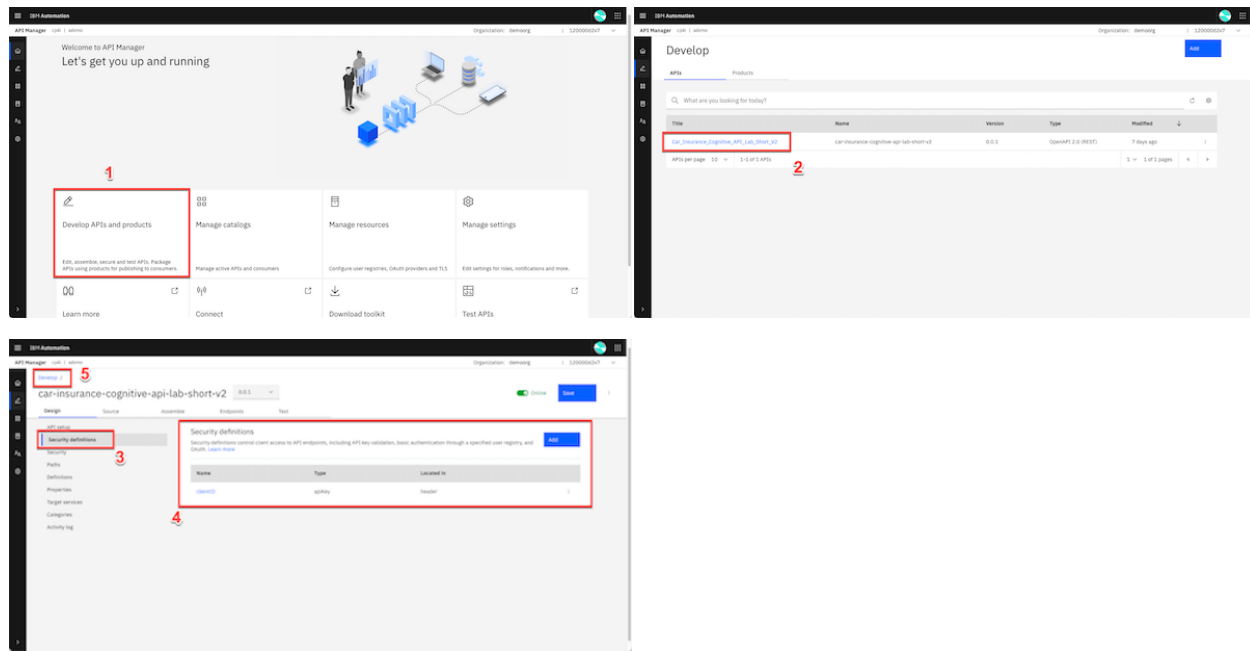 IBM Automation
API Manager cp4i | admin
Organization: demoorg
Welcome to API Manager
Let's get you up and running
1
Develop APIs and products
Edit, assemble, secure and test APIs. Package
APIs using products for publishing to consumers.
Manage catalogs
Manage active APIs and consumers
Manage resources
Configure user registries, OAuth providers and TLS
Manage settings
Edit settings for roles, notifications and more.
Learn more
Connect
Download toolkit
Test APIs
IBM Automation
API Manager cp4i | admin
Organization: demoorg
Develop
Add
APIs Products
What are you looking for today?
Title Name Version Type Modified
Car_Insurance_Cognitive_API_Lab_Short_V2 car-insurance-cognitive-api-lab-short-v2 0.0.1 OpenAPI 2.0 (REST) 7 days ago
APIs per page 10 1-1 of 1 APIs 1 1 of 1 pages
2
IBM Automation
API Manager cp4i | admin
Organization: demoorg
Develop /
5
car-insurance-cognitive-api-lab-short-v2 0.0.1 Online Save
Design Source Assemble Endpoints Test
API setup
Security definitions
3
Security
Paths
Definitions
Properties
Target services
Categories
Activity log
4
Security definitions
Security definitions control client access to API endpoints, including API key validation, basic authentication through a specified user registry, and
OAuth. Learn more
Add
Name Type Located In
clientID apiKey header